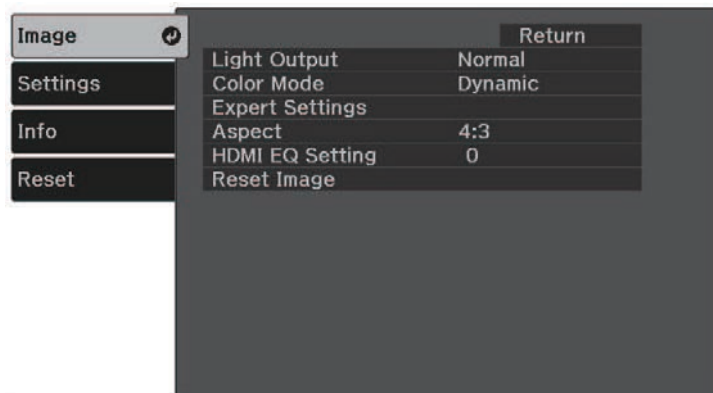 Image
Settings
Info
Reset
Return
Light Output Normal
Color Mode Dynamic
Expert Settings
Aspect 4:3
HDMI EQ Setting 0
Reset Image